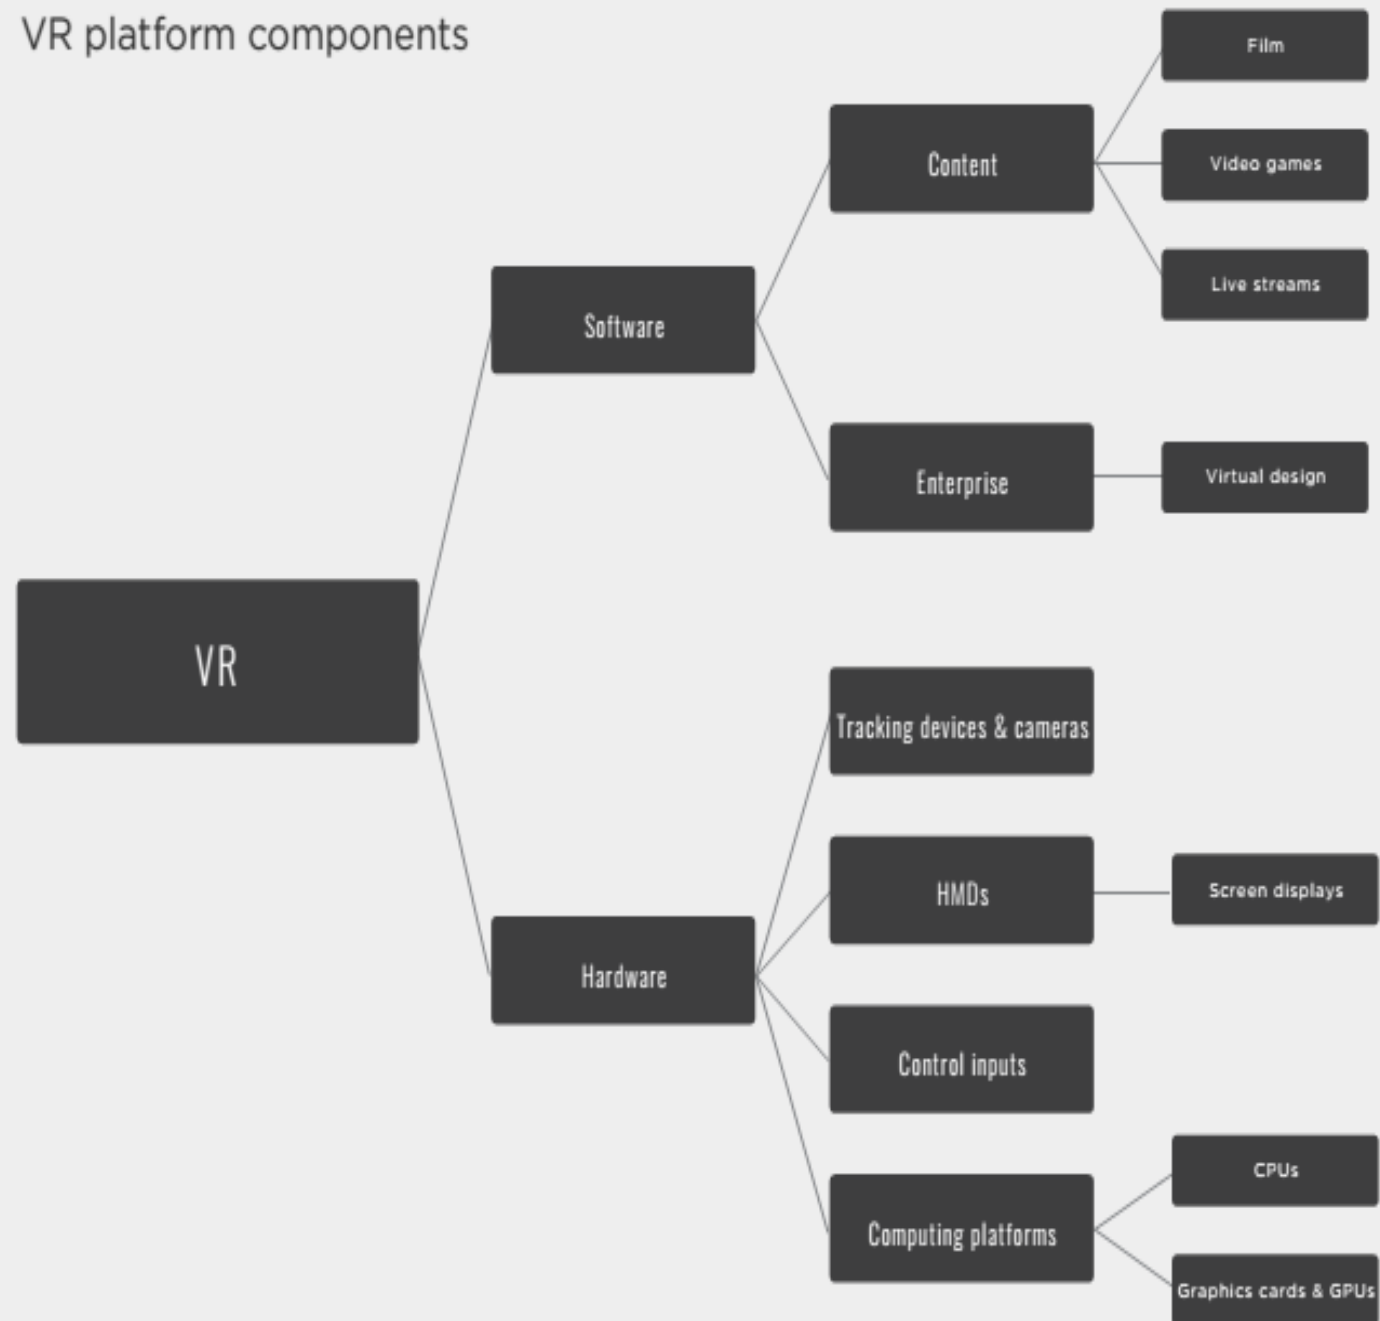 VR platform components
Film
Content
Video games
Live streams
Software
Enterprise
Virtual design
VR
Tracking devices & cameras
HMDs
Screen displays
Hardware
Control inputs
CPUs
Computing platforms
Graphics cards & GPUs